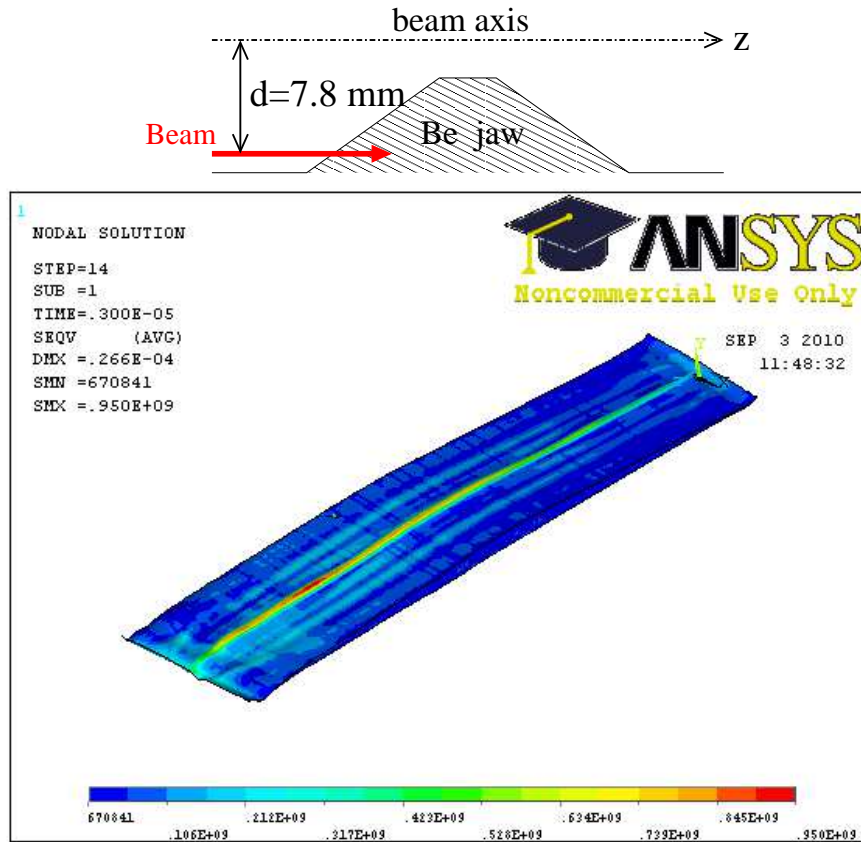 beam axis
z
d=7.8 mm
Beam
Be jaw
1
NODAL SOLUTION
STEP=14
SUB =1
TIME=.300E-05
SEQV (AVG)
DMX =.266E-04
SMN =670841
SMX =.950E+09
ANSYS
Noncommercial Use Only
Y
SEP 3 2010
11:48:32
670841 .212E+09 .423E+09 .634E+09 .845E+09
.106E+09 .317E+09 .528E+09 .739E+09 .950E+09